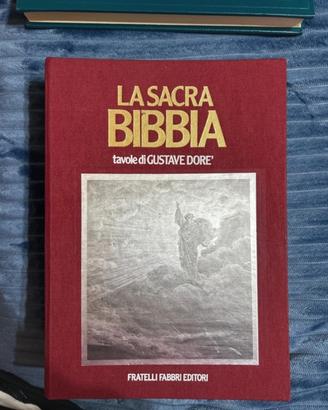 LA SACRA
BIBBIA
tavole di GUSTAVE DORE'
FRATELLI FABBRI EDITORI